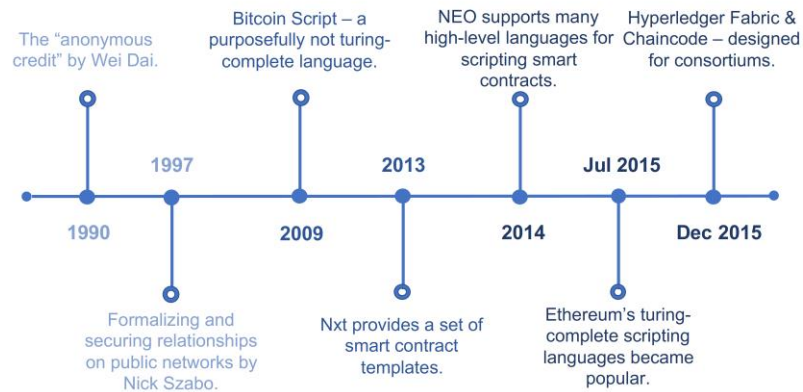 The “anonymous
credit” by Wei Dai.
1990
1997
Formalizing and
securing relationships
on public networks by
Nick Szabo.
Bitcoin Script – a
purposefully not turing-
complete language.
2009
2013
Nxt provides a set of
smart contract
templates.
NEO supports many
high-level languages for
scripting smart
contracts.
2014
Jul 2015
Ethereum’s turing-
complete scripting
languages became
popular.
Hyperledger Fabric &
Chaincode – designed
for consortiums.
Dec 2015